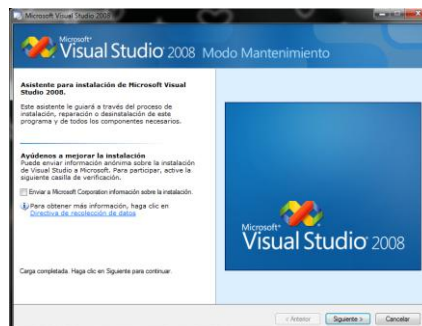 Microsoft Visual Studio 2008
Microsoft®
Visual Studio 2008 Modo Mantenimiento
Asistente para instalación de Microsoft Visual
Studio 2008.
Este asistente le guiará a través del proceso de
instalación, reparación o desinstalación de este
programa y de todos los componentes necesarios.
Ayúdenos a mejorar la instalación
Puede enviar información anónima sobre la instalación
de Visual Studio a Microsoft. Para participar, active la
siguiente casilla de verificación.
Enviar a Microsoft Corporation información sobre la instalación.
Para obtener más información, haga clic en
Directiva de recolección de datos
Microsoft®
Visual Studio 2008
Carga completada. Haga clic en Siguiente para continuar.
< Anterior
Siguiente >
Cancelar